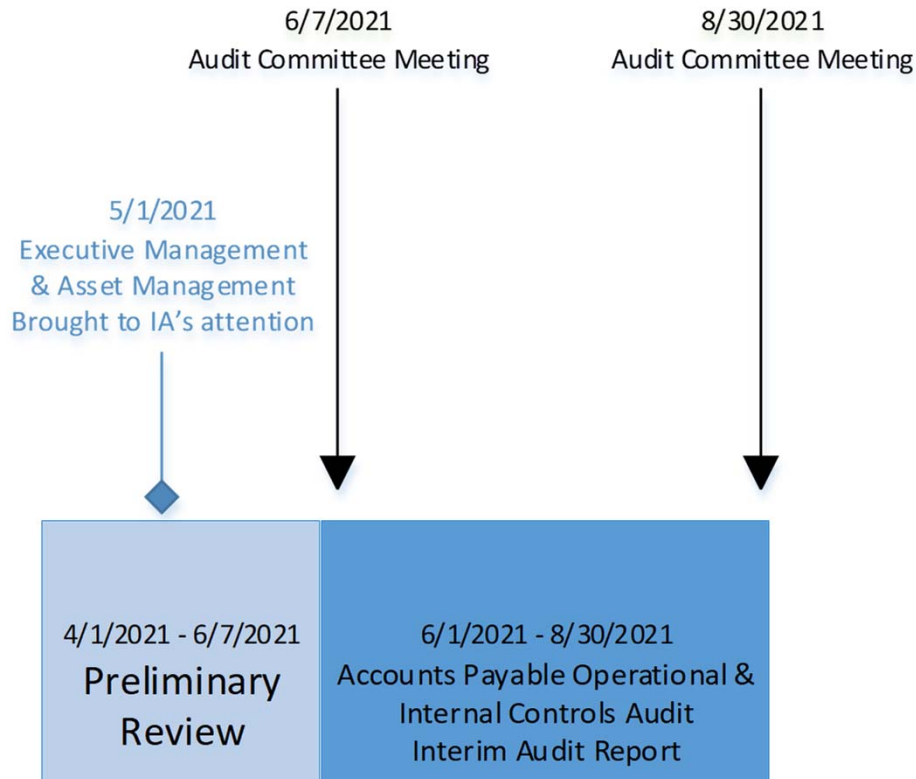 6/7/2021
Audit Committee Meeting
8/30/2021
Audit Committee Meeting
5/1/2021
Executive Management
& Asset Management
Brought to IA’s attention
4/1/2021 - 6/7/2021
Preliminary
Review
6/1/2021 - 8/30/2021
Accounts Payable Operational &
Internal Controls Audit
Interim Audit Report